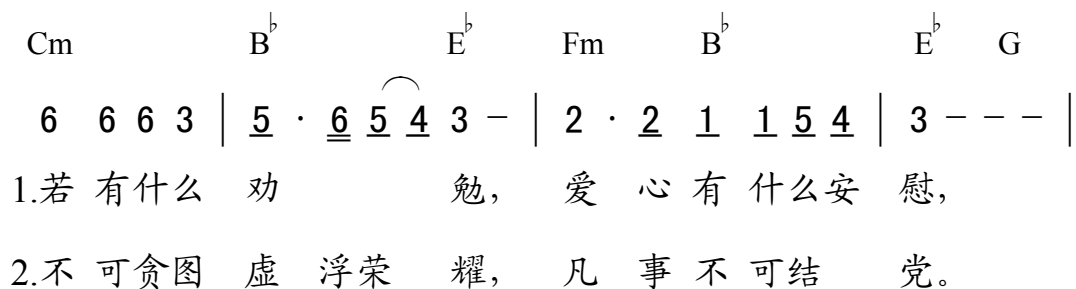 Cm B♭ E♭ Fm B♭ E♭ G
6 6 6 3 | 5 · 6 5 4 3 － | 2 · 2 1 1 5 4 | 3 － － － |
1.若 有什么 劝 勉， 爱 心 有 什么安 慰，
2.不 可贪图 虚 浮荣 耀， 凡 事 不 可结 党。